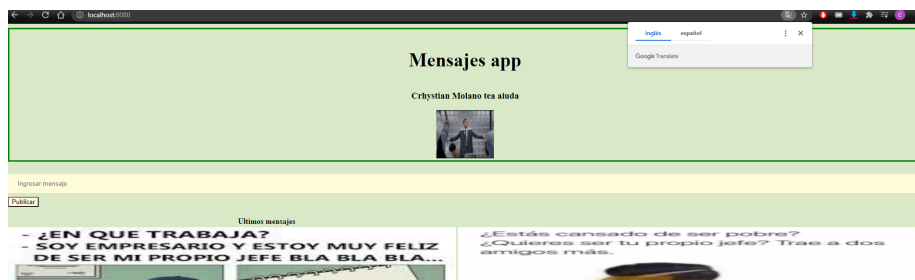 localhost:8080
inglés español
Google Translate
Mensajes app
Crhystian Molano tea aiuda
Ingresar mensaje
Publicar
Ultimos mensajes
- ¿EN QUE TRABAJA?
- SOY EMPRESARIO Y ESTOY MUY FELIZ
DE SER MI PROPIO JEFE BLA BLA BLA...
¿Estás cansado de ser pobre?
¿Quieres ser tu propio jefe? Trae a dos
amigos más.